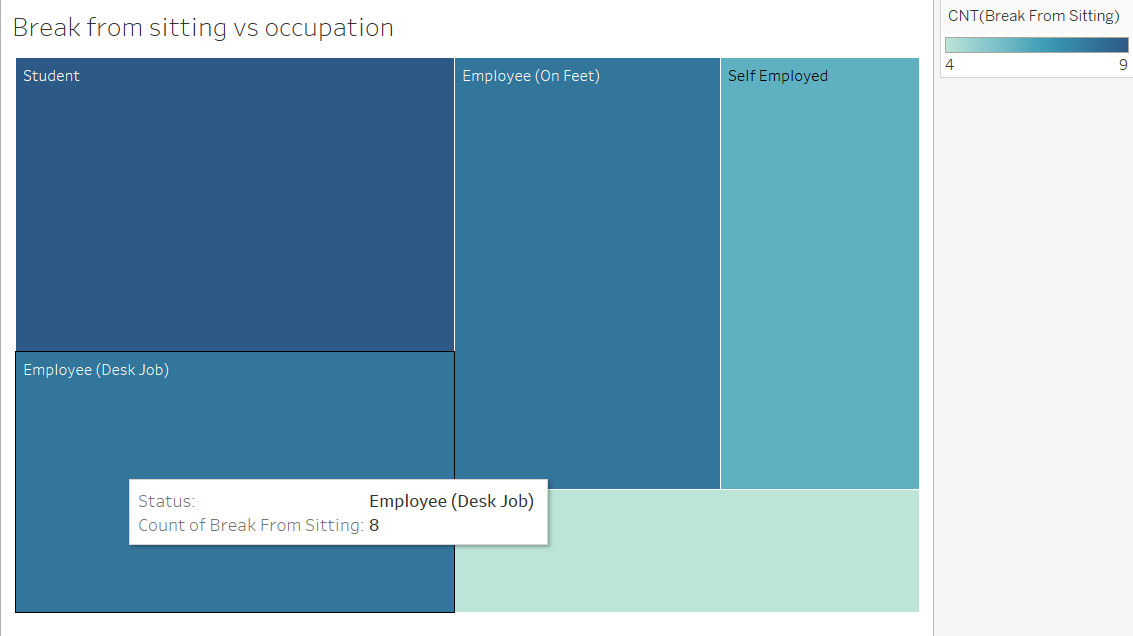 Break from sitting vs occupation
CNT(Break From Sitting)
4 9
Student
Employee (On Feet)
Self Employed
Employee (Desk Job)
Status: Employee (Desk Job)
Count of Break From Sitting: 8